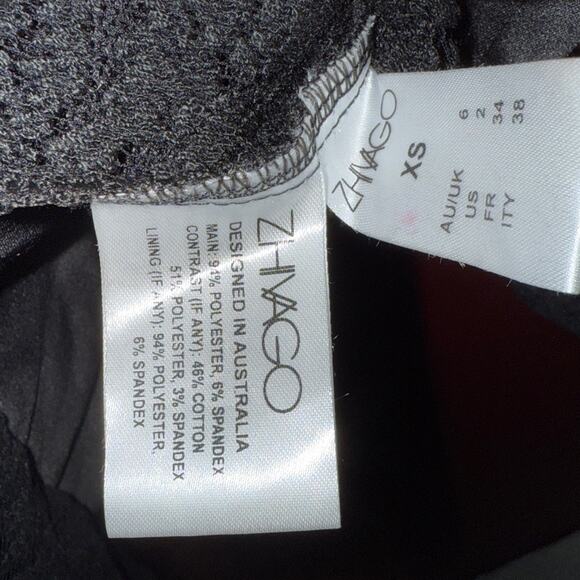 ZHIVAGO
DESIGNED IN AUSTRALIA
MAIN: 94% POLYESTER, 6% SPANDEX
CONTRAST (IF ANY): 46% COTTON
51% POLYESTER, 3% SPANDEX
LINING (IF ANY): 94% POLYESTER,
6% SPANDEX
ZHIVAGO
XS
AU/UK 6
US 2
FR 34
ITY 38